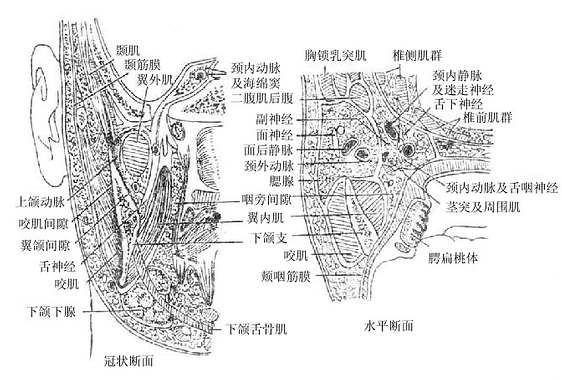 颞肌
颞筋膜
翼外肌
颈内动脉
及海绵窦
二腹肌后腹
副神经
面神经
面后静脉
颈外动脉
腮腺
上颌动脉
咬肌间隙
翼颌间隙
舌神经
咬肌
下颌下腺
咽旁间隙
翼内肌
下颌支
咬肌
颊咽筋膜
下颌舌骨肌
冠状断面
胸锁乳突肌
椎侧肌群
颈内静脉
及迷走神经
舌下神经
椎前肌群
颈内动脉及舌咽神经
茎突及周围肌
腭扁桃体
水平断面